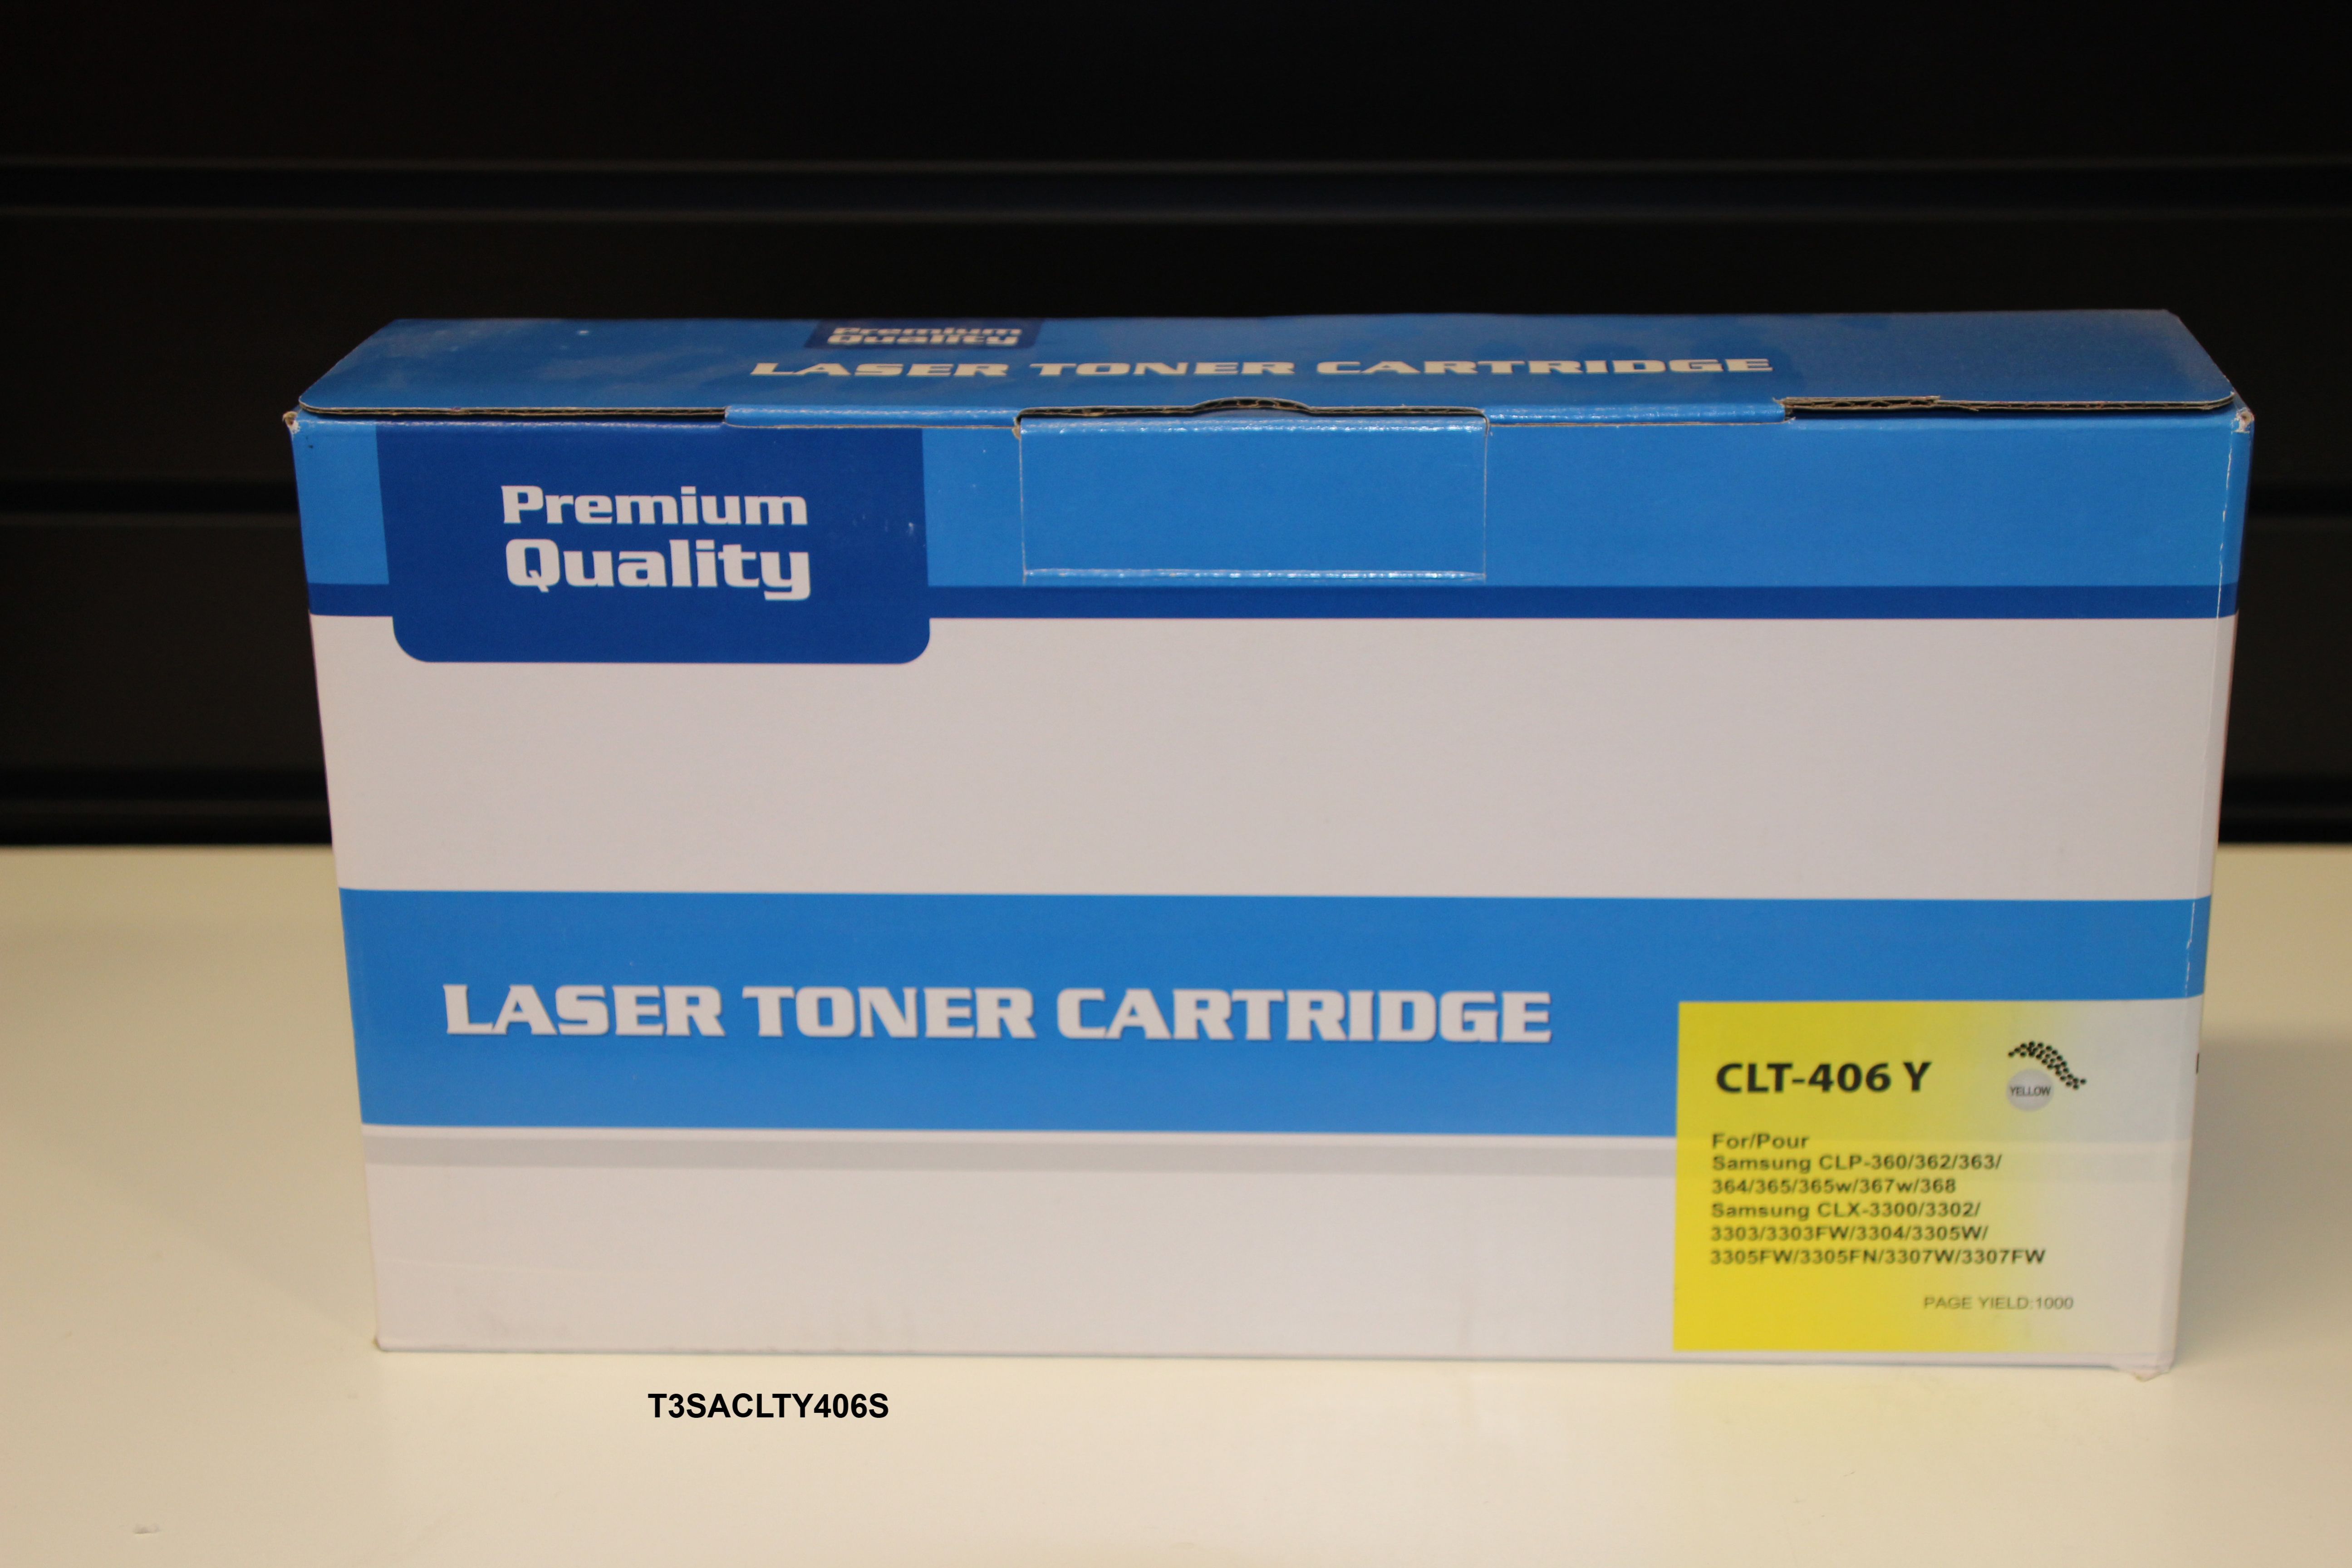 Premium
Quality
LASER TONER CARTRIDGE
Premium
Quality
LASER TONER CARTRIDGE
CLT-406 Y
YELLOW
For/Pour
Samsung CLP-360/362/363/
364/365/365w/367w/368
Samsung CLX-3300/3302/
3303/3303FW/3304/3305W/
3305FW/3305FN/3307W/3307FW
PAGE YIELD:1000
T3SACLTY406S